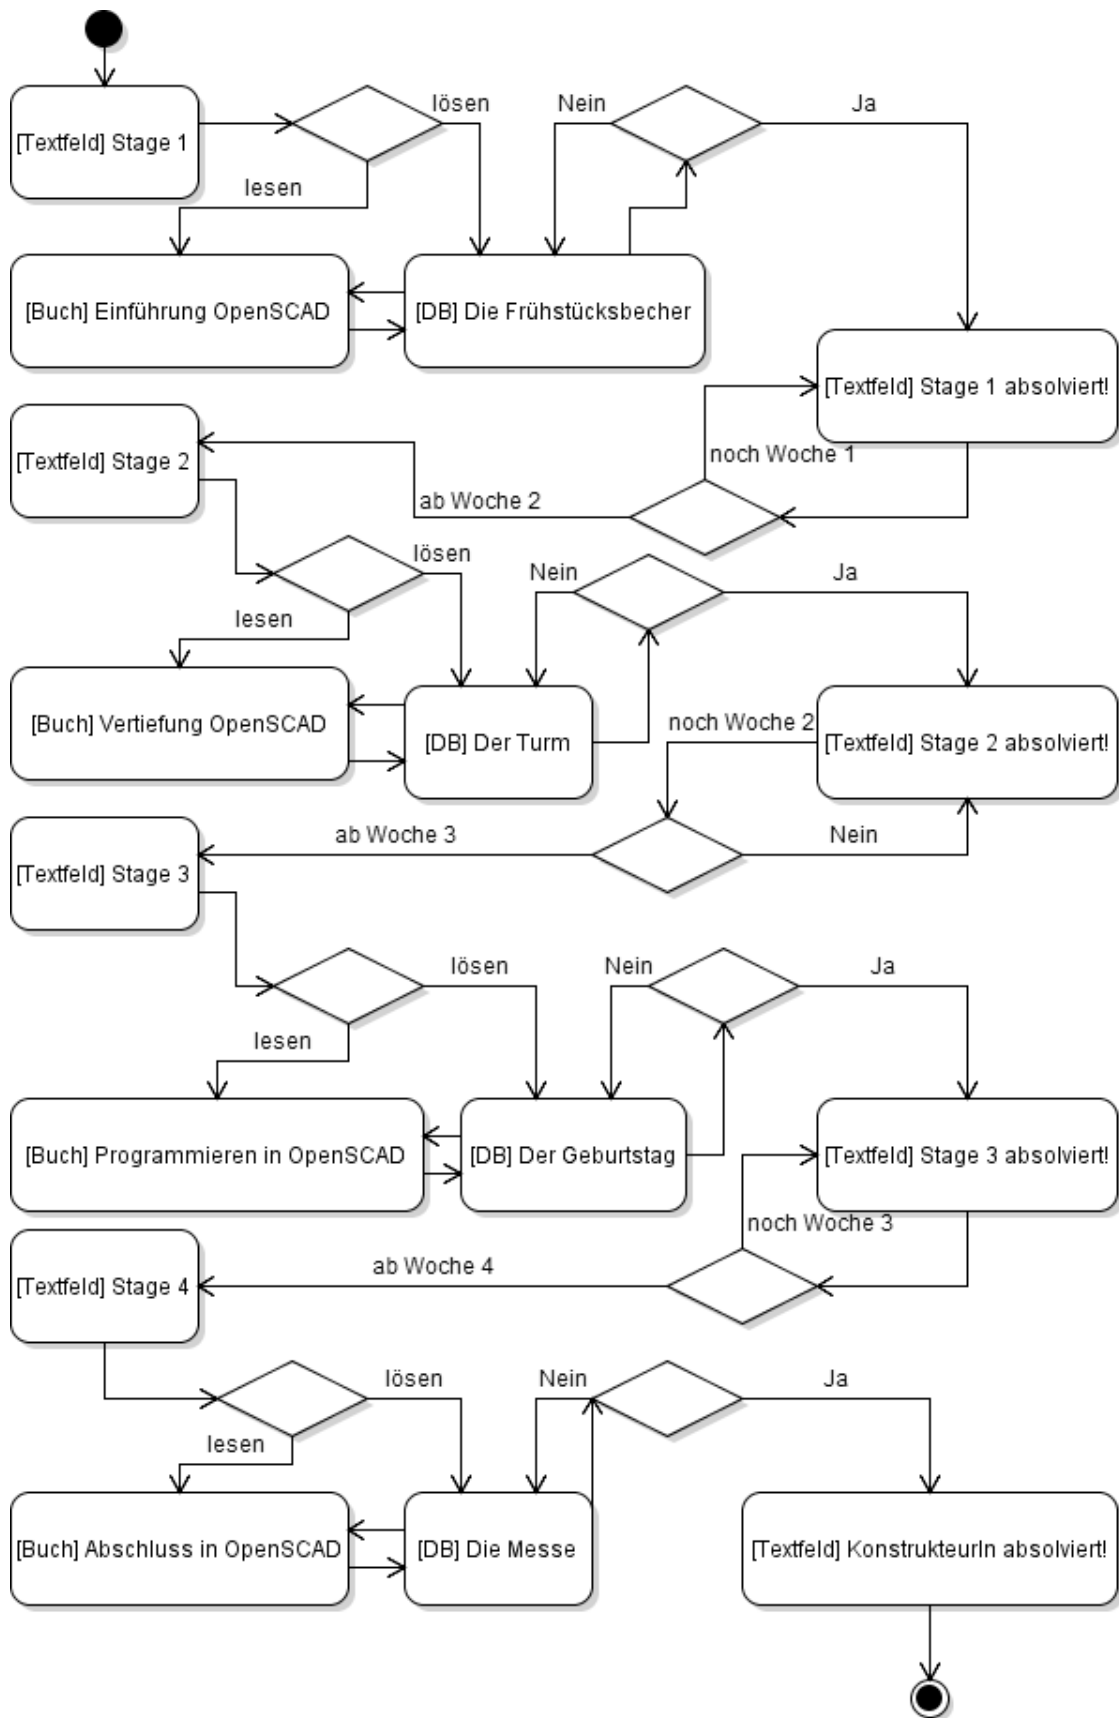 lösen
Nein
Ja
[Textfeld] Stage 1
lesen
[Buch] Einführung OpenSCAD
[DB] Die Frühstücksbecher
[Textfeld] Stage 1 absolviert!
noch Woche 1
[Textfeld] Stage 2
ab Woche 2
lösen
Nein
Ja
lesen
[Buch] Vertiefung OpenSCAD
[DB] Der Turm
noch Woche 2
[Textfeld] Stage 2 absolviert!
ab Woche 3
Nein
[Textfeld] Stage 3
lösen
Nein
Ja
lesen
[Buch] Programmieren in OpenSCAD
[DB] Der Geburtstag
[Textfeld] Stage 3 absolviert!
noch Woche 3
ab Woche 4
[Textfeld] Stage 4
lösen
Nein
Ja
lesen
[Buch] Abschluss in OpenSCAD
[DB] Die Messe
[Textfeld] KonstrukteurIn absolviert!